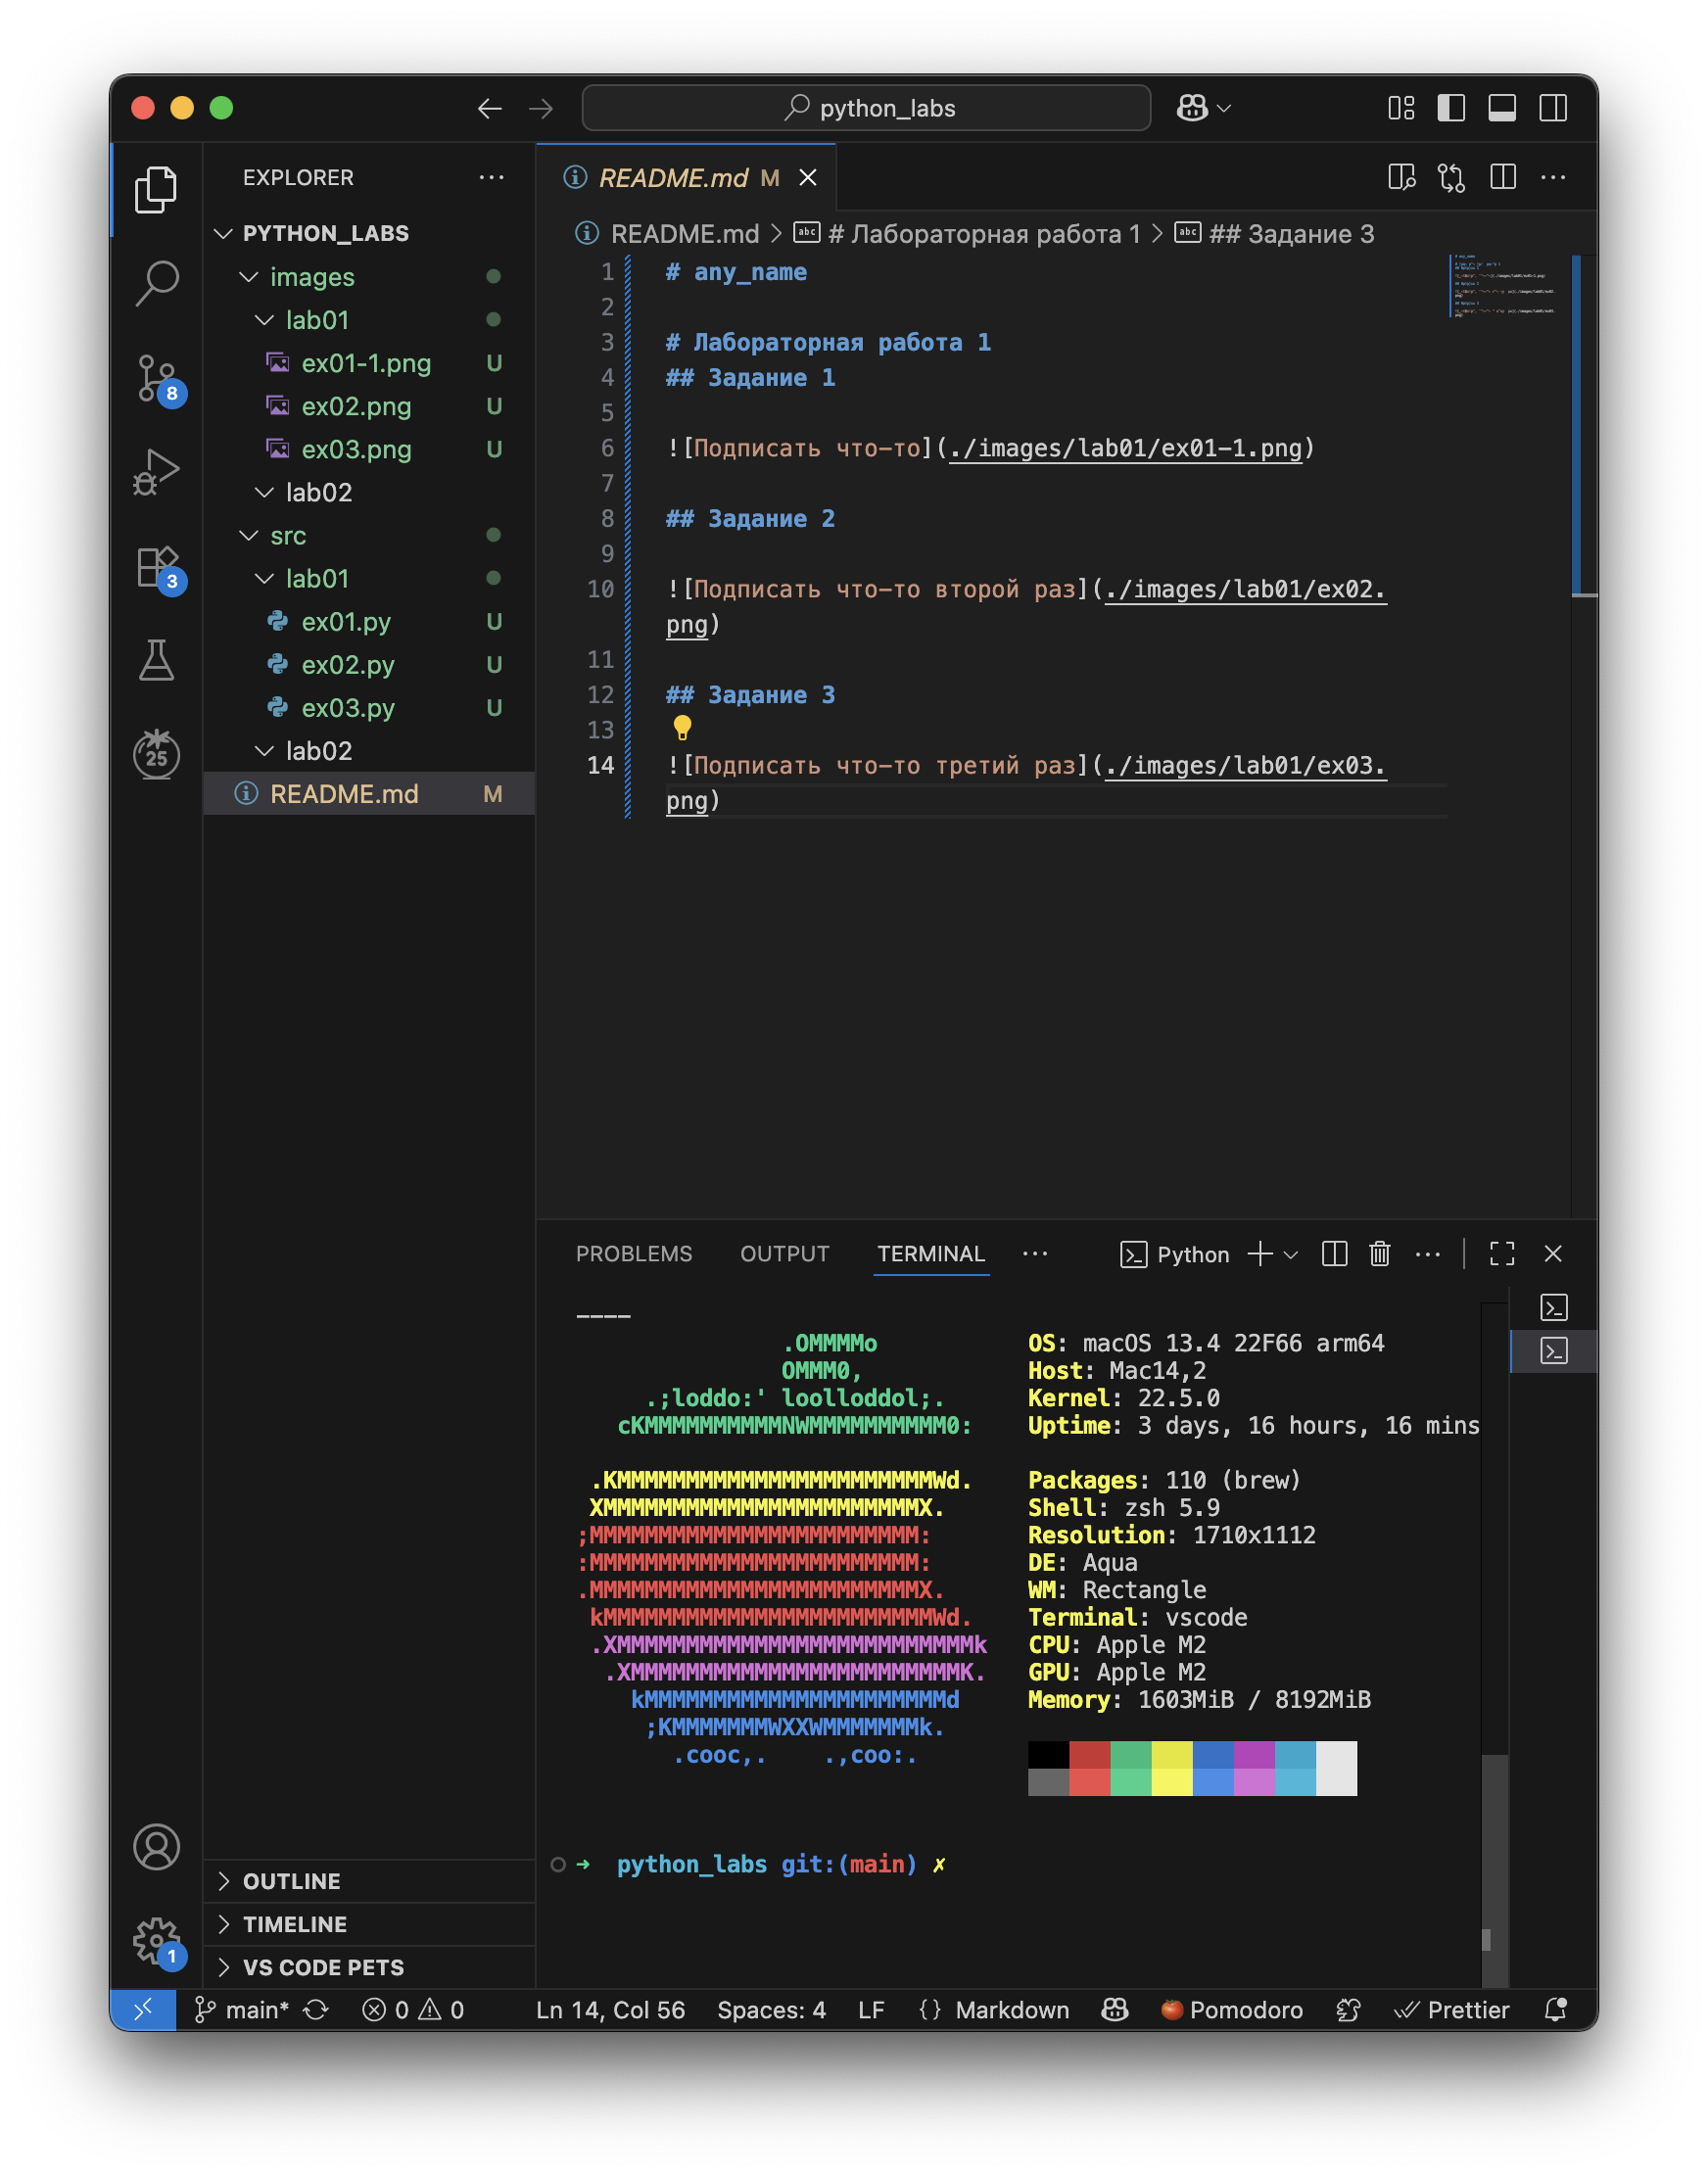 python_labs
EXPLORER
README.md M
PYTHON_LABS
images
lab01
ex01-1.png U
ex02.png U
ex03.png U
lab02
src
lab01
ex01.py U
ex02.py U
ex03.py U
lab02
README.md M
OUTLINE
TIMELINE
VS CODE PETS
8
3
25
1
README.md > # Лабораторная работа 1 > ## Задание 3
1 # any_name
2
3 # Лабораторная работа 1
4 ## Задание 1
5
6 ![Подписать что-то](./images/lab01/ex01-1.png)
7
8 ## Задание 2
9
10 ![Подписать что-то второй раз](./images/lab01/ex02.
png)
11
12 ## Задание 3
13
14 ![Подписать что-то третий раз](./images/lab01/ex03.
png)
PROBLEMS OUTPUT TERMINAL ··· Python
----
.OMMMMo OS: macOS 13.4 22F66 arm64
OMMM0, Host: Mac14,2
.;loddo:' loolloddol;. Kernel: 22.5.0
cKMMMMMMMMMMNWMMMMMMMMMM0: Uptime: 3 days, 16 hours, 16 mins
.KMMMMMMMMMMMMMMMMMMMMMMMWd. Packages: 110 (brew)
XMMMMMMMMMMMMMMMMMMMMMMMX. Shell: zsh 5.9
;MMMMMMMMMMMMMMMMMMMMMMMM: Resolution: 1710x1112
:MMMMMMMMMMMMMMMMMMMMMMMM: DE: Aqua
.MMMMMMMMMMMMMMMMMMMMMMMMX. WM: Rectangle
kMMMMMMMMMMMMMMMMMMMMMMMMWd. Terminal: vscode
.XMMMMMMMMMMMMMMMMMMMMMMMMMMk CPU: Apple M2
.XMMMMMMMMMMMMMMMMMMMMMMMMK. GPU: Apple M2
kMMMMMMMMMMMMMMMMMMMMMMd Memory: 1603MiB / 8192MiB
;KMMMMMMMWXXWMMMMMMMk.
.cooc,. .,coo:.
➜ python_labs git:(main) ✗
main* 0 0 Ln 14, Col 56 Spaces: 4 LF {} Markdown Pomodoro Prettier